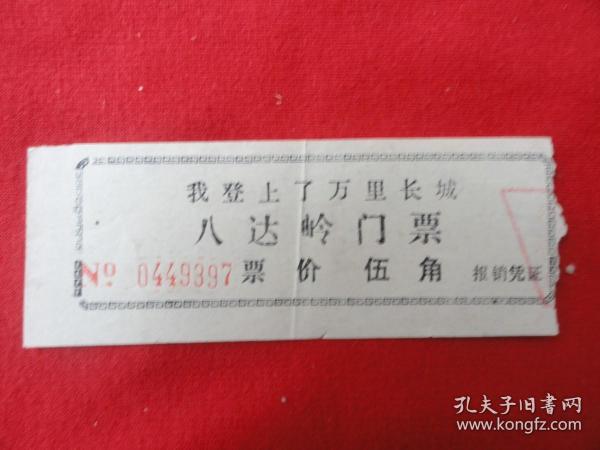 我登上了万里长城
八达岭门票
№ 0449397 票价 伍角 报销凭证
孔夫子旧書网
www.kongfz.com